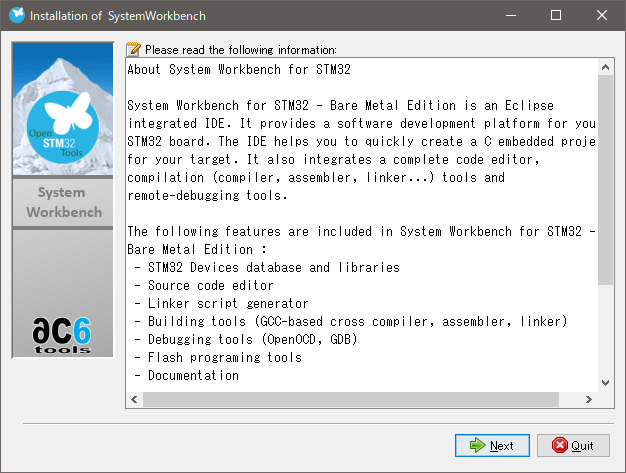 Installation of SystemWorkbench
Please read the following information:
About System Workbench for STM32
System Workbench for STM32 - Bare Metal Edition is an Eclipse
integrated IDE. It provides a software development platform for you
STM32 board. The IDE helps you to quickly create a C embedded proje
for your target. It also integrates a complete code editor,
compilation (compiler, assembler, linker...) tools and
remote-debugging tools.
The following features are included in System Workbench for STM32 -
Bare Metal Edition :
- STM32 Devices database and libraries
- Source code editor
- Linker script generator
- Building tools (GCC-based cross compiler, assembler, linker)
- Debugging tools (OpenOCD, GDB)
- Flash programing tools
- Documentation
Open
STM32
Tools
System
Workbench
ac6
tools
Next
Quit